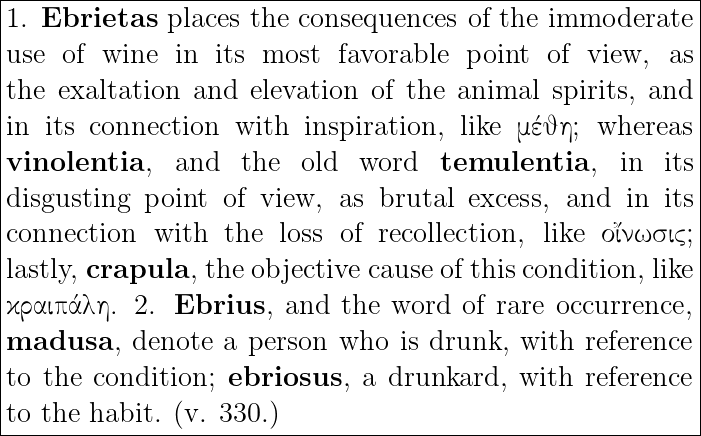 1. Ebrietas places the consequences of the immoderate
use of wine in its most favorable point of view, as
the exaltation and elevation of the animal spirits, and
in its connection with inspiration, like μέθη; whereas
vinolentia, and the old word temulentia, in its
disgusting point of view, as brutal excess, and in its
connection with the loss of recollection, like οἴνωσις;
lastly, crapula, the objective cause of this condition, like
κραιπάλη. 2. Ebrius, and the word of rare occurrence,
madusa, denote a person who is drunk, with reference
to the condition; ebriosus, a drunkard, with reference
to the habit. (v. 330.)